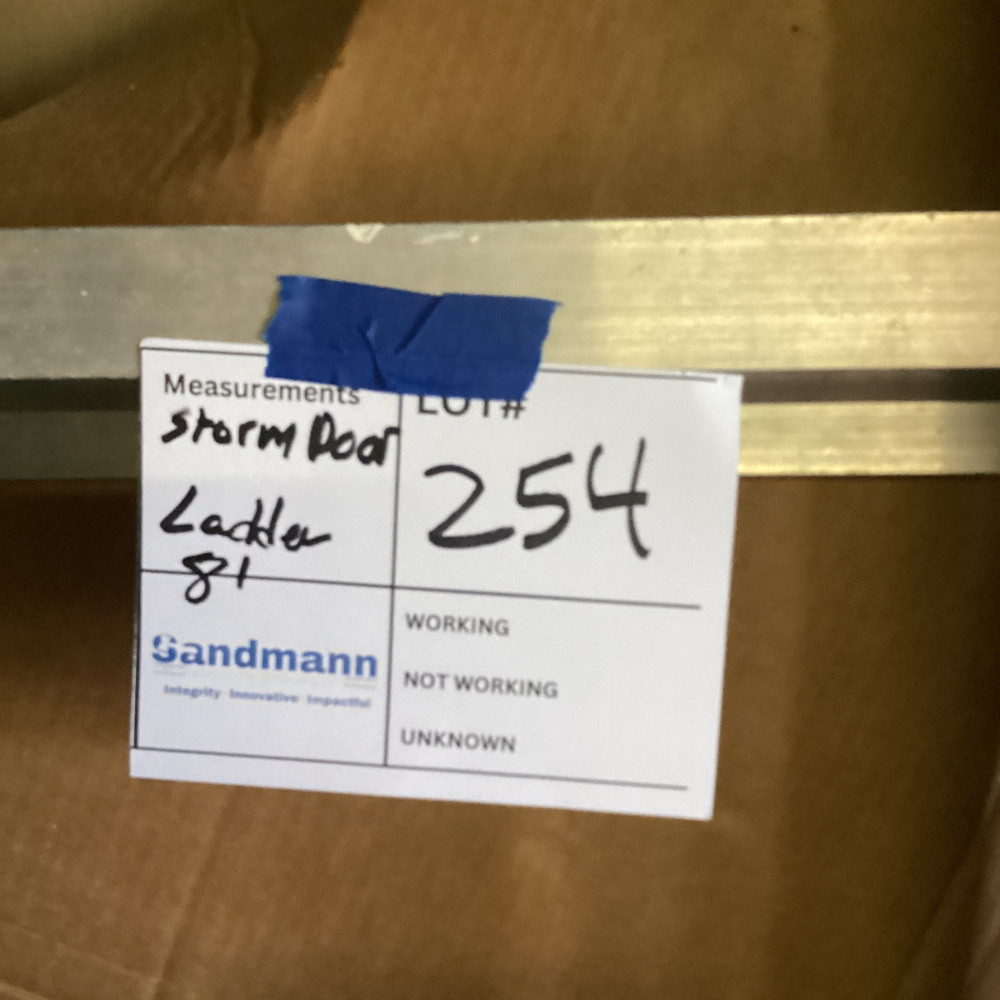 Measurements
Storm Door
Ladder
8'
LOT#
254
Sandmann
Integrity Innovative Impactful
WORKING
NOT WORKING
UNKNOWN